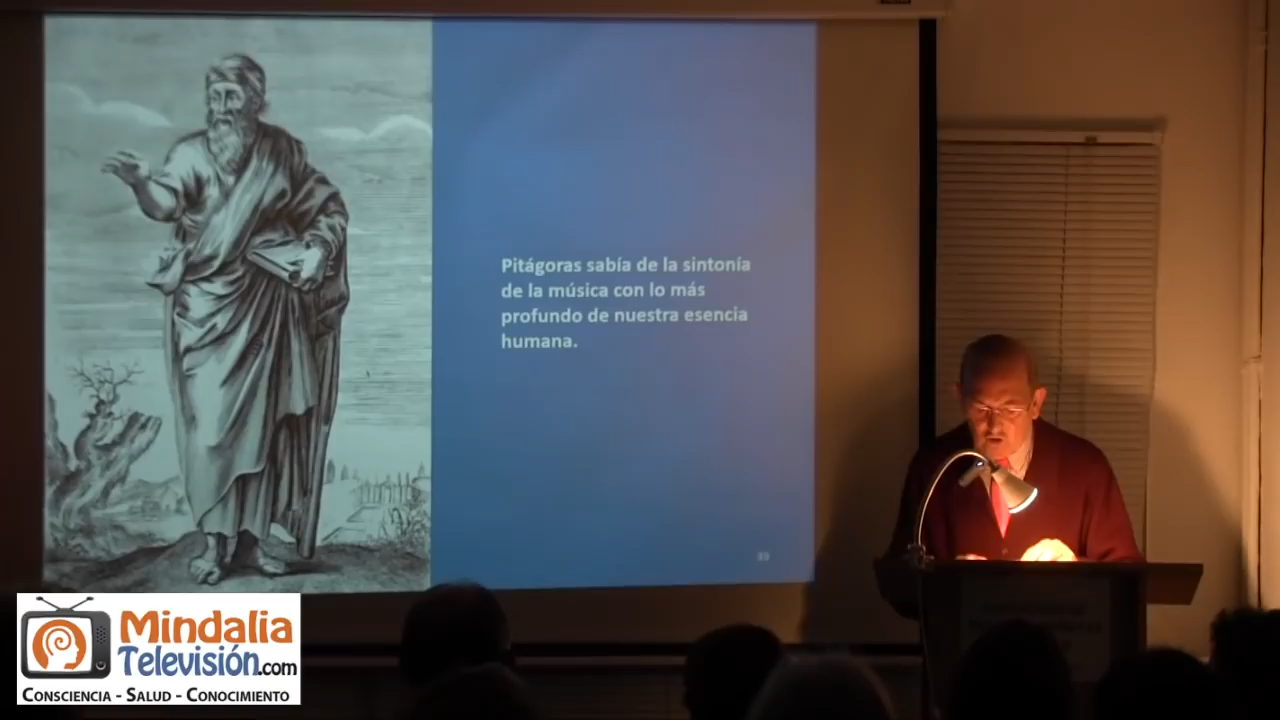 Pitágoras sabía de la sintonía
de la música con lo más
profundo de nuestra esencia
humana.
39
Mindalia
Televisión.com
Consciencia - Salud - Conocimiento